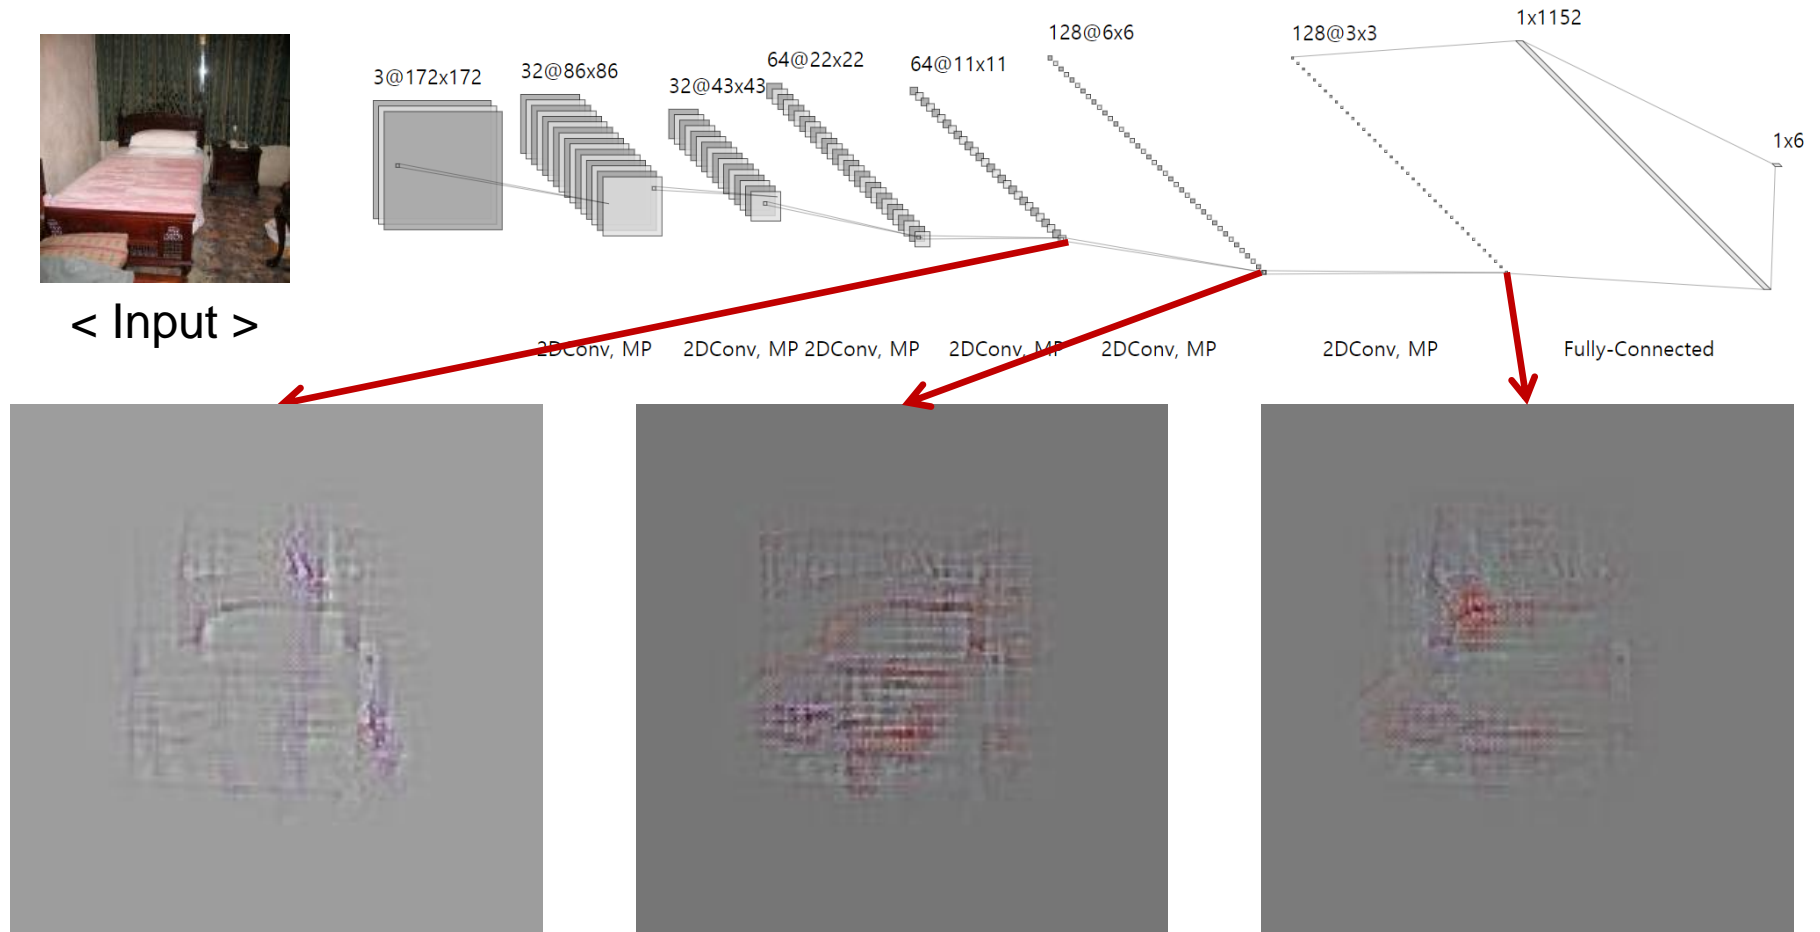 3@172x172
32@86x86
32@43x43
64@22x22
64@11x11
128@6x6
128@3x3
1x1152
1x6
< Input >
2DConv, MP
2DConv, MP
2DConv, MP
2DConv, MP
2DConv, MP
2DConv, MP
Fully-Connected